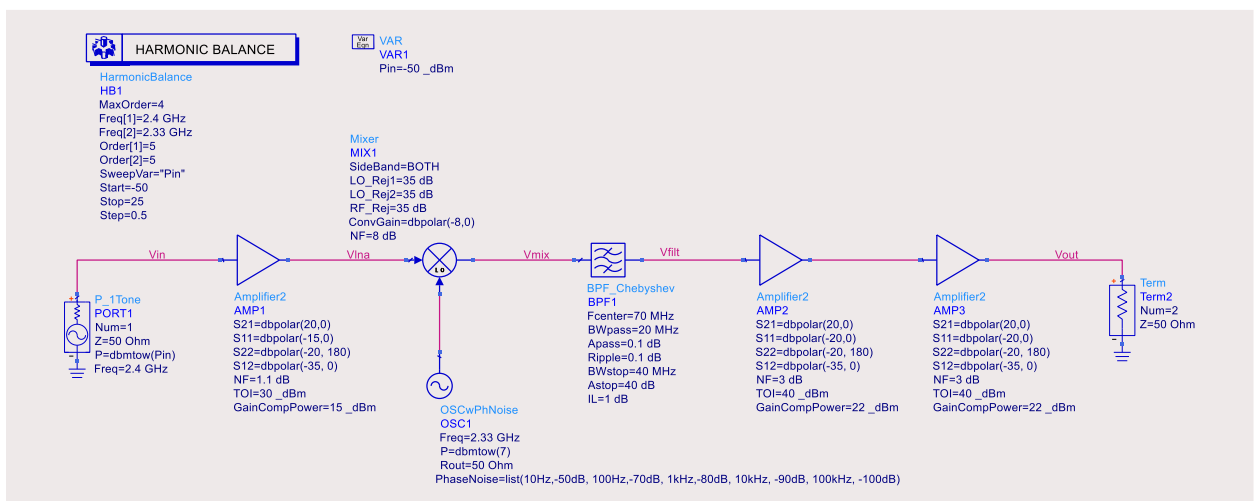 HARMONIC BALANCE
HarmonicBalance
HB1
MaxOrder=4
Freq[1]=2.4 GHz
Freq[2]=2.33 GHz
Order[1]=5
Order[2]=5
SweepVar="Pin"
Start=-50
Stop=25
Step=0.5
Var
Eqn
VAR
VAR1
Pin=-50 _dBm
Mixer
MIX1
SideBand=BOTH
LO_Rej1=35 dB
LO_Rej2=35 dB
RF_Rej=35 dB
ConvGain=dbpolar(-8,0)
NF=8 dB
Vin
Vlna
LO
Vmix
Vfilt
Vout
P_1Tone
PORT1
Num=1
Z=50 Ohm
P=dbmtow(Pin)
Freq=2.4 GHz
Amplifier2
AMP1
S21=dbpolar(20,0)
S11=dbpolar(-15,0)
S22=dbpolar(-20, 180)
S12=dbpolar(-35, 0)
NF=1.1 dB
TOI=30 _dBm
GainCompPower=15 _dBm
OSCwPhNoise
OSC1
Freq=2.33 GHz
P=dbmtow(7)
Rout=50 Ohm
PhaseNoise=list(10Hz,-50dB, 100Hz,-70dB, 1kHz,-80dB, 10kHz, -90dB, 100kHz, -100dB)
BPF_Chebyshev
BPF1
Fcenter=70 MHz
BWpass=20 MHz
Apass=0.1 dB
Ripple=0.1 dB
BWstop=40 MHz
Astop=40 dB
IL=1 dB
Amplifier2
AMP2
S21=dbpolar(20,0)
S11=dbpolar(-20,0)
S22=dbpolar(-20, 180)
S12=dbpolar(-35, 0)
NF=3 dB
TOI=40 _dBm
GainCompPower=22 _dBm
Amplifier2
AMP3
S21=dbpolar(20,0)
S11=dbpolar(-20,0)
S22=dbpolar(-20, 180)
S12=dbpolar(-35, 0)
NF=3 dB
TOI=40 _dBm
GainCompPower=22 _dBm
Term
Term2
Num=2
Z=50 Ohm